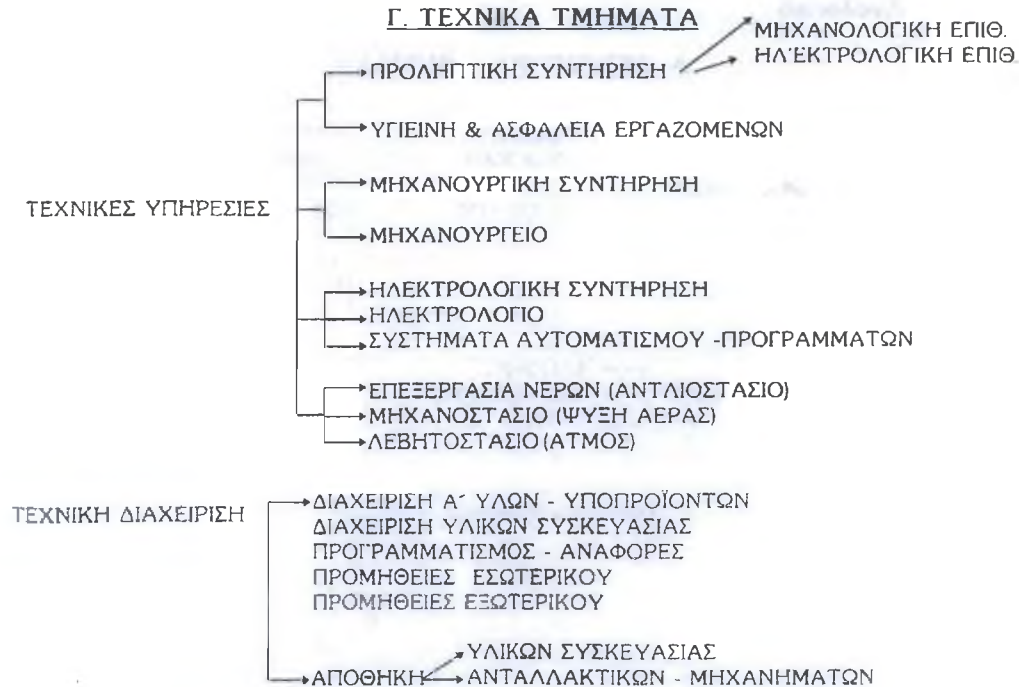 Γ. ΤΕΧΝΙΚΑ ΤΜΗΜΑΤΑ
ΜΗΧΑΝΟΛΟΓΙΚΗ ΕΠΙΘ.
ΗΛΈΚΤΡΟΛΟΓΙΚΗ ΕΠΙΘ.
ΠΡΟΛΗΠΤΙΚΗ ΣΥΝΤΗΡΗΣΗ
ΥΓΙΕΙΝΗ & ΑΣΦΑΛΕΙΑ ΕΡΓΑΖΟΜΕΝΩΝ
ΜΗΧΑΝΟΥΡΓΙΚΗ ΣΥΝΤΗΡΗΣΗ
ΤΕΧΝΙΚΕΣ ΥΠΗΡΕΣΙΕΣ
ΜΗΧΑΝΟΥΡΓΕΙΟ
ΗΛΕΚΤΡΟΛΟΓΙΚΗ ΣΥΝΤΗΡΗΣΗ
ΗΛΕΚΤΡΟΛΟΓΙΟ
ΣΥΣΤΗΜΑΤΑ ΑΥΤΟΜΑΤΙΣΜΟΥ -ΠΡΟΓΡΑΜΜΑΤΩΝ
ΕΠΕΞΕΡΓΑΣΙΑ ΝΕΡΩΝ (ΑΝΤΛΙΟΣΤΑΣΙΟ)
ΜΗΧΑΝΟΣΤΑΣΙΟ (ΨΥΞΗ ΑΕΡΑΣ)
ΛΕΒΗΤΟΣΤΑΣΙΟ (ΑΤΜΟΣ)
ΤΕΧΝΙΚΗ ΔΙΑΧΕΙΡΙΣΗ
ΔΙΑΧΕΙΡΙΣΗ Α΄ ΥΛΩΝ - ΥΠΟΠΡΟΪΟΝΤΩΝ
ΔΙΑΧΕΙΡΙΣΗ ΥΛΙΚΩΝ ΣΥΣΚΕΥΑΣΙΑΣ
ΠΡΟΓΡΑΜΜΑΤΙΣΜΟΣ - ΑΝΑΦΟΡΕΣ
ΠΡΟΜΗΘΕΙΕΣ ΕΣΩΤΕΡΙΚΟΥ
ΠΡΟΜΗΘΕΙΕΣ ΕΞΩΤΕΡΙΚΟΥ
ΥΛΙΚΩΝ ΣΥΣΚΕΥΑΣΙΑΣ
ΑΠΟΘΗΚΗ
ΑΝΤΑΛΛΑΚΤΙΚΩΝ - ΜΗΧΑΝΗΜΑΤΩΝ